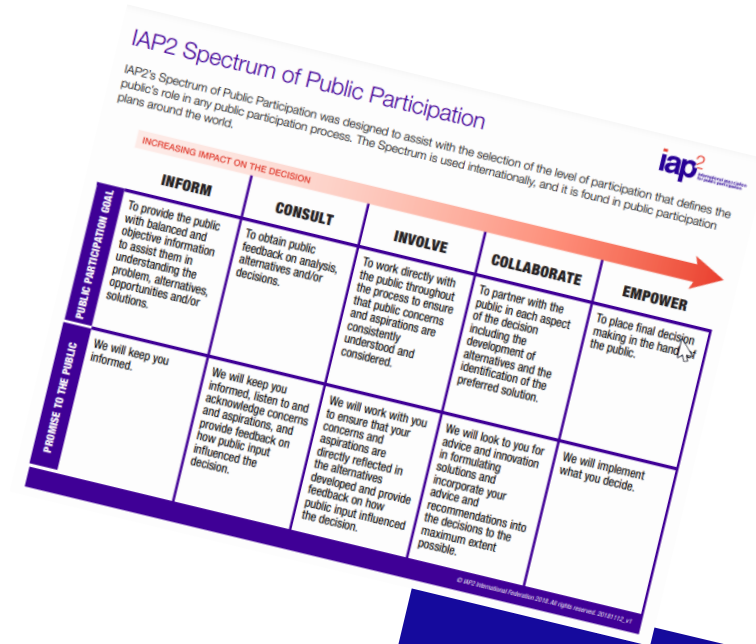 IAP2 Spectrum of Public Participation
IAP2's Spectrum of Public Participation was designed to assist with the selection of the level of participation that defines the
public's role in any public participation process. The Spectrum is used internationally, and it is found in public participation
plans around the world.
iap2
international association
for public participation
INCREASING IMPACT ON THE DECISION
INFORM
CONSULT
INVOLVE
COLLABORATE
EMPOWER
PUBLIC PARTICIPATION GOAL
To provide the public
with balanced and
objective information
to assist them in
understanding the
problem, alternatives,
opportunities and/or
solutions.
To obtain public
feedback on analysis,
alternatives and/or
decisions.
To work directly with
the public throughout
the process to ensure
that public concerns
and aspirations are
consistently
understood and
considered.
To partner with the
public in each aspect
of the decision
including the
development of
alternatives and the
identification of the
preferred solution.
To place final decision
making in the hand of
the public.
PROMISE TO THE PUBLIC
We will keep you
informed.
We will keep you
informed, listen to and
acknowledge concerns
and aspirations, and
provide feedback on
how public input
influenced the
decision.
We will work with you
to ensure that your
concerns and
aspirations are
directly reflected in
the alternatives
developed and provide
feedback on how
public input influenced
the decision.
We will look to you for
advice and innovation
in formulating
solutions and
incorporate your
advice and
recommendations into
the decisions to the
maximum extent
possible.
We will implement
what you decide.
© IAP2 International Federation 2018. All rights reserved. 20181112_v1